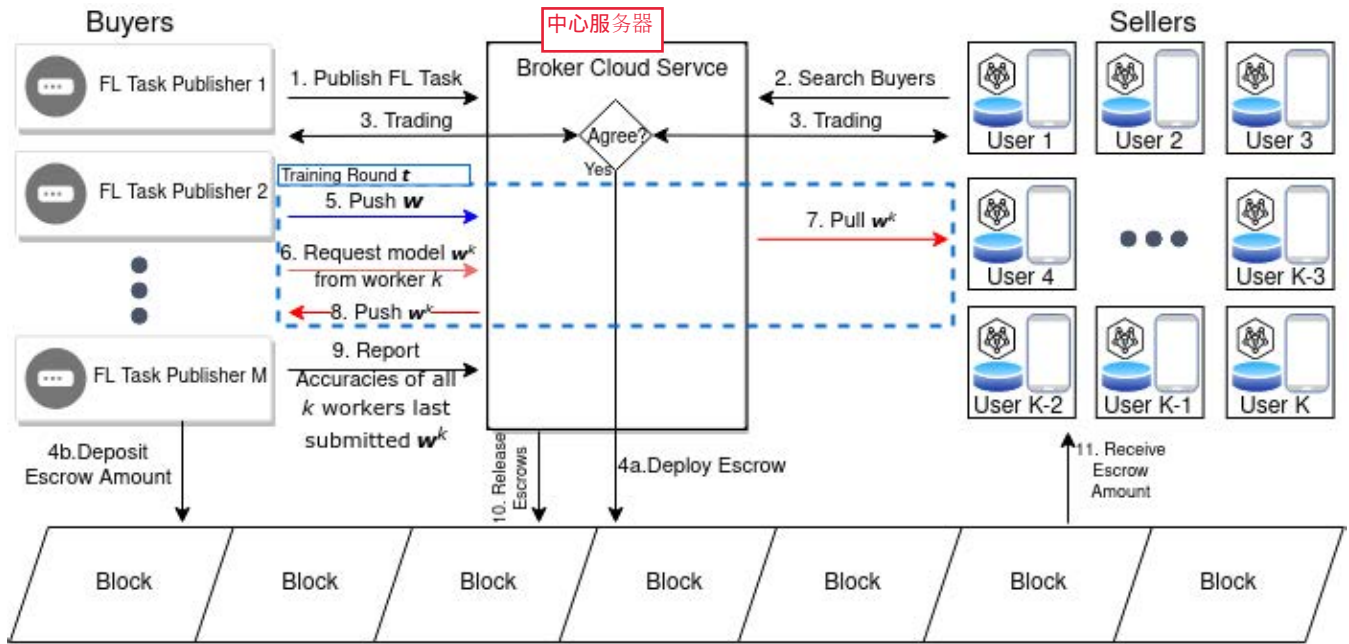 Buyers
中心服务器
Sellers
FL Task Publisher 1
1. Publish FL Task
Broker Cloud Servce
2. Search Buyers
3. Trading
Agree?
3. Trading
Yes
User 1
User 2
User 3
FL Task Publisher 2
Training Round t
5. Push w
6. Request model w^k
from worker k
7. Pull w^k
8. Push w^k
User 4
User K-3
FL Task Publisher M
9. Report
Accuracies of all
k workers last
submitted w^k
User K-2
User K-1
User K
4b.Deposit
Escrow Amount
10. Release
Escrows
4a.Deploy Escrow
11. Receive
Escrow
Amount
Block
Block
Block
Block
Block
Block
Block